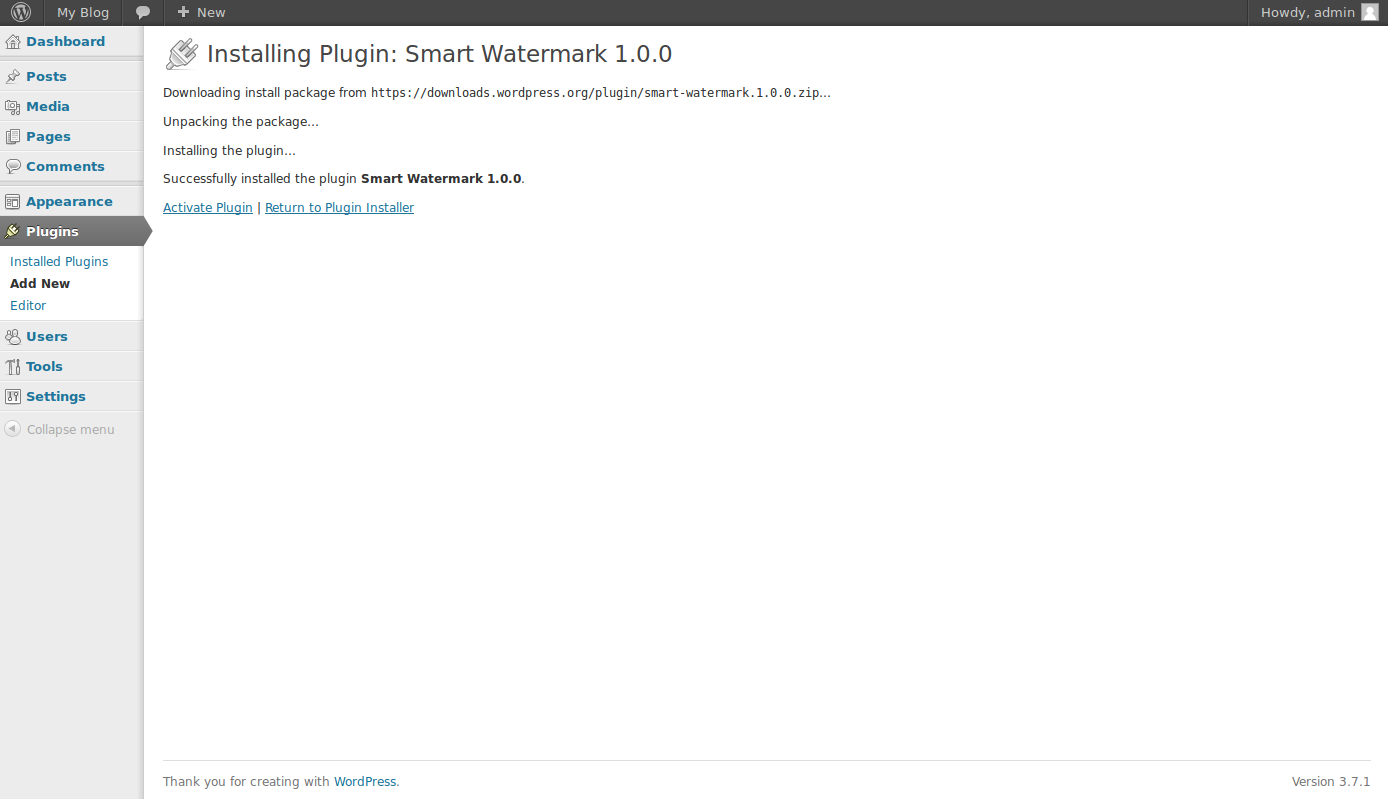 My Blog
New
Howdy, admin
Dashboard
Posts
Media
Pages
Comments
Appearance
Plugins
Installed Plugins
Add New
Editor
Users
Tools
Settings
Collapse menu
Installing Plugin: Smart Watermark 1.0.0
Downloading install package from https://downloads.wordpress.org/plugin/smart-watermark.1.0.0.zip…
Unpacking the package…
Installing the plugin…
Successfully installed the plugin Smart Watermark 1.0.0.
Activate Plugin | Return to Plugin Installer
Thank you for creating with WordPress.
Version 3.7.1